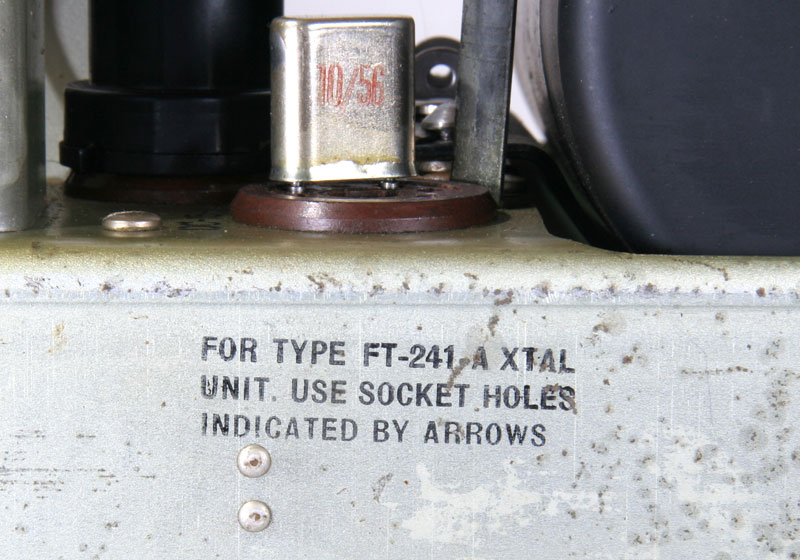 10/56
FOR TYPE FT-241-A XTAL
UNIT. USE SOCKET HOLES
INDICATED BY ARROWS